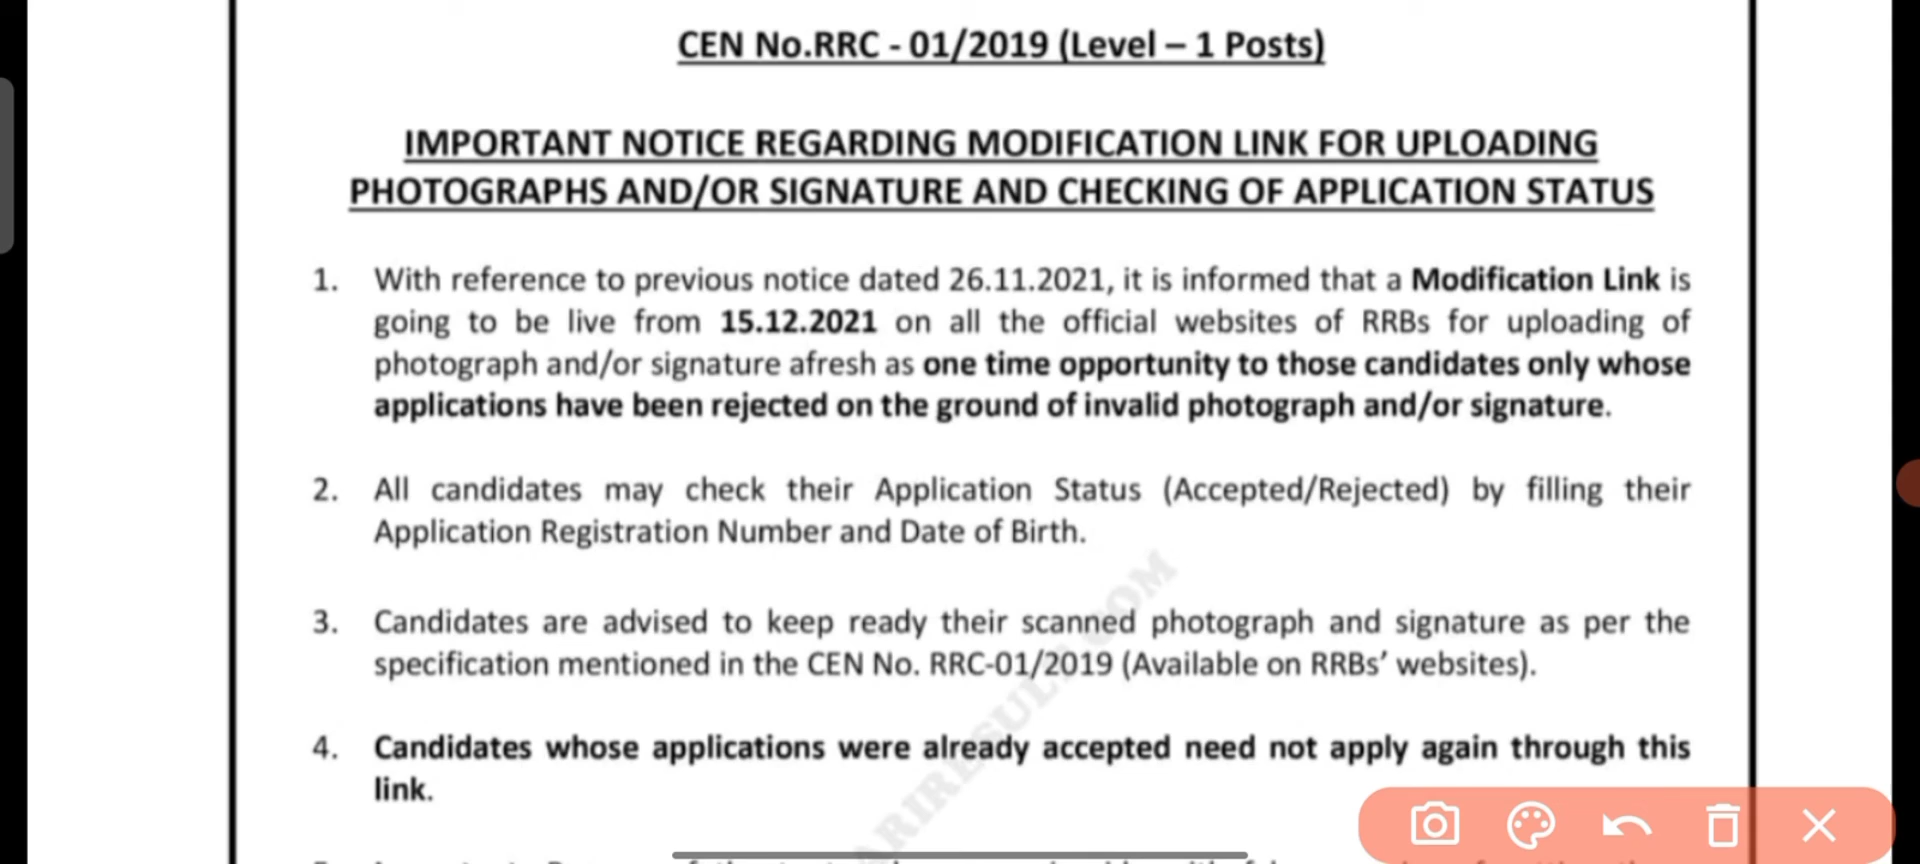 CEN No.RRC - 01/2019 (Level – 1 Posts)
IMPORTANT NOTICE REGARDING MODIFICATION LINK FOR UPLOADING
PHOTOGRAPHS AND/OR SIGNATURE AND CHECKING OF APPLICATION STATUS
1. With reference to previous notice dated 26.11.2021, it is informed that a Modification Link is
going to be live from 15.12.2021 on all the official websites of RRBs for uploading of
photograph and/or signature afresh as one time opportunity to those candidates only whose
applications have been rejected on the ground of invalid photograph and/or signature.
2. All candidates may check their Application Status (Accepted/Rejected) by filling their
Application Registration Number and Date of Birth.
3. Candidates are advised to keep ready their scanned photograph and signature as per the
specification mentioned in the CEN No. RRC-01/2019 (Available on RRBs’ websites).
4. Candidates whose applications were already accepted need not apply again through this
link.